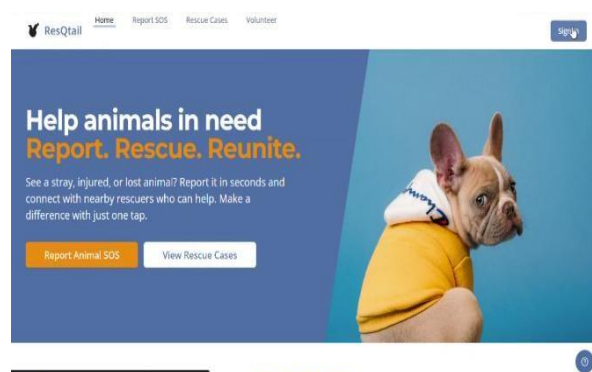 ResQtail
Home Report SOS Rescue Cases Volunteer
Sign In
Help animals in need
Report. Rescue. Reunite.
See a stray, injured, or lost animal? Report it in seconds and
connect with nearby rescuers who can help. Make a
difference with just one tap.
Report Animal SOS
View Rescue Cases
Champ